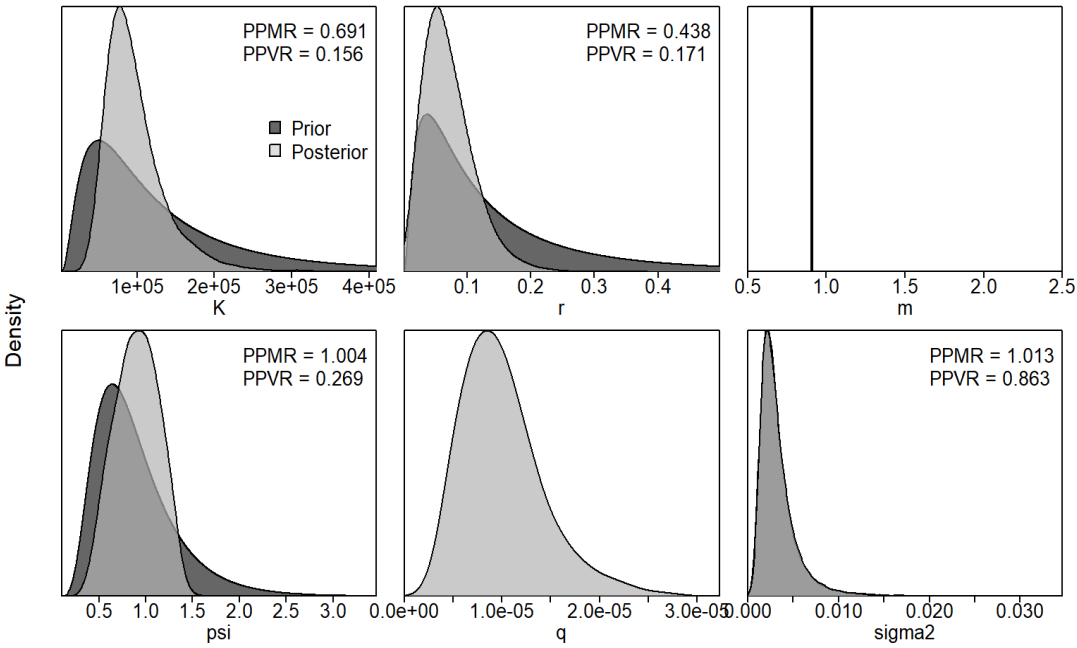 PPMR = 0.691
PPVR = 0.156
Prior
Posterior
1e+05 2e+05 3e+05 4e+05
K
PPMR = 0.438
PPVR = 0.171
0.1 0.2 0.3 0.4
r
0.5 1.0 1.5 2.0 2.5
m
Density
PPMR = 1.004
PPVR = 0.269
0.5 1.0 1.5 2.0 2.5 3.0
psi
0.0e+00 1.0e-05 2.0e-05 3.0e-05
q
PPMR = 1.013
PPVR = 0.863
0.000 0.010 0.020 0.030
sigma2